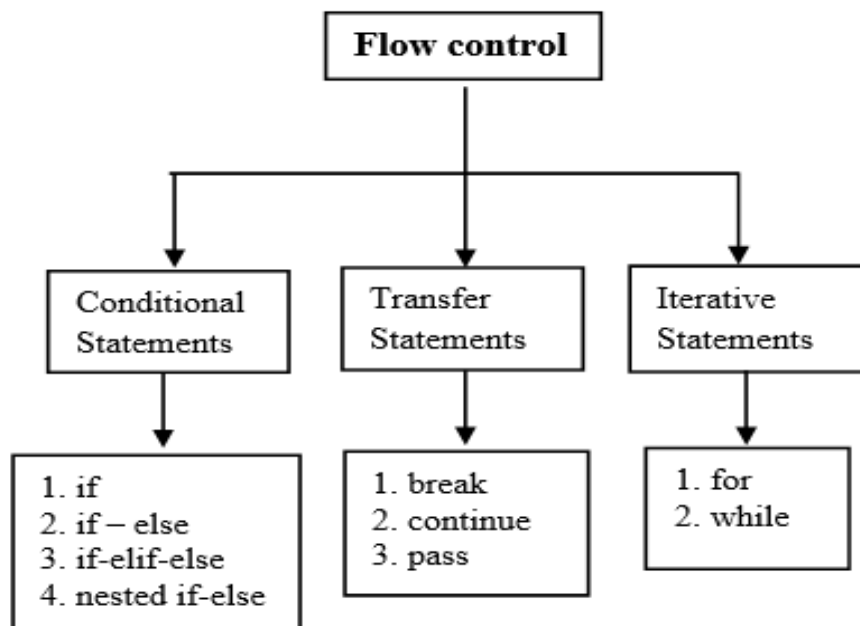 Flow control
Conditional
Statements
Transfer
Statements
Iterative
Statements
1. if
2. if – else
3. if-elif-else
4. nested if-else
1. break
2. continue
3. pass
1. for
2. while